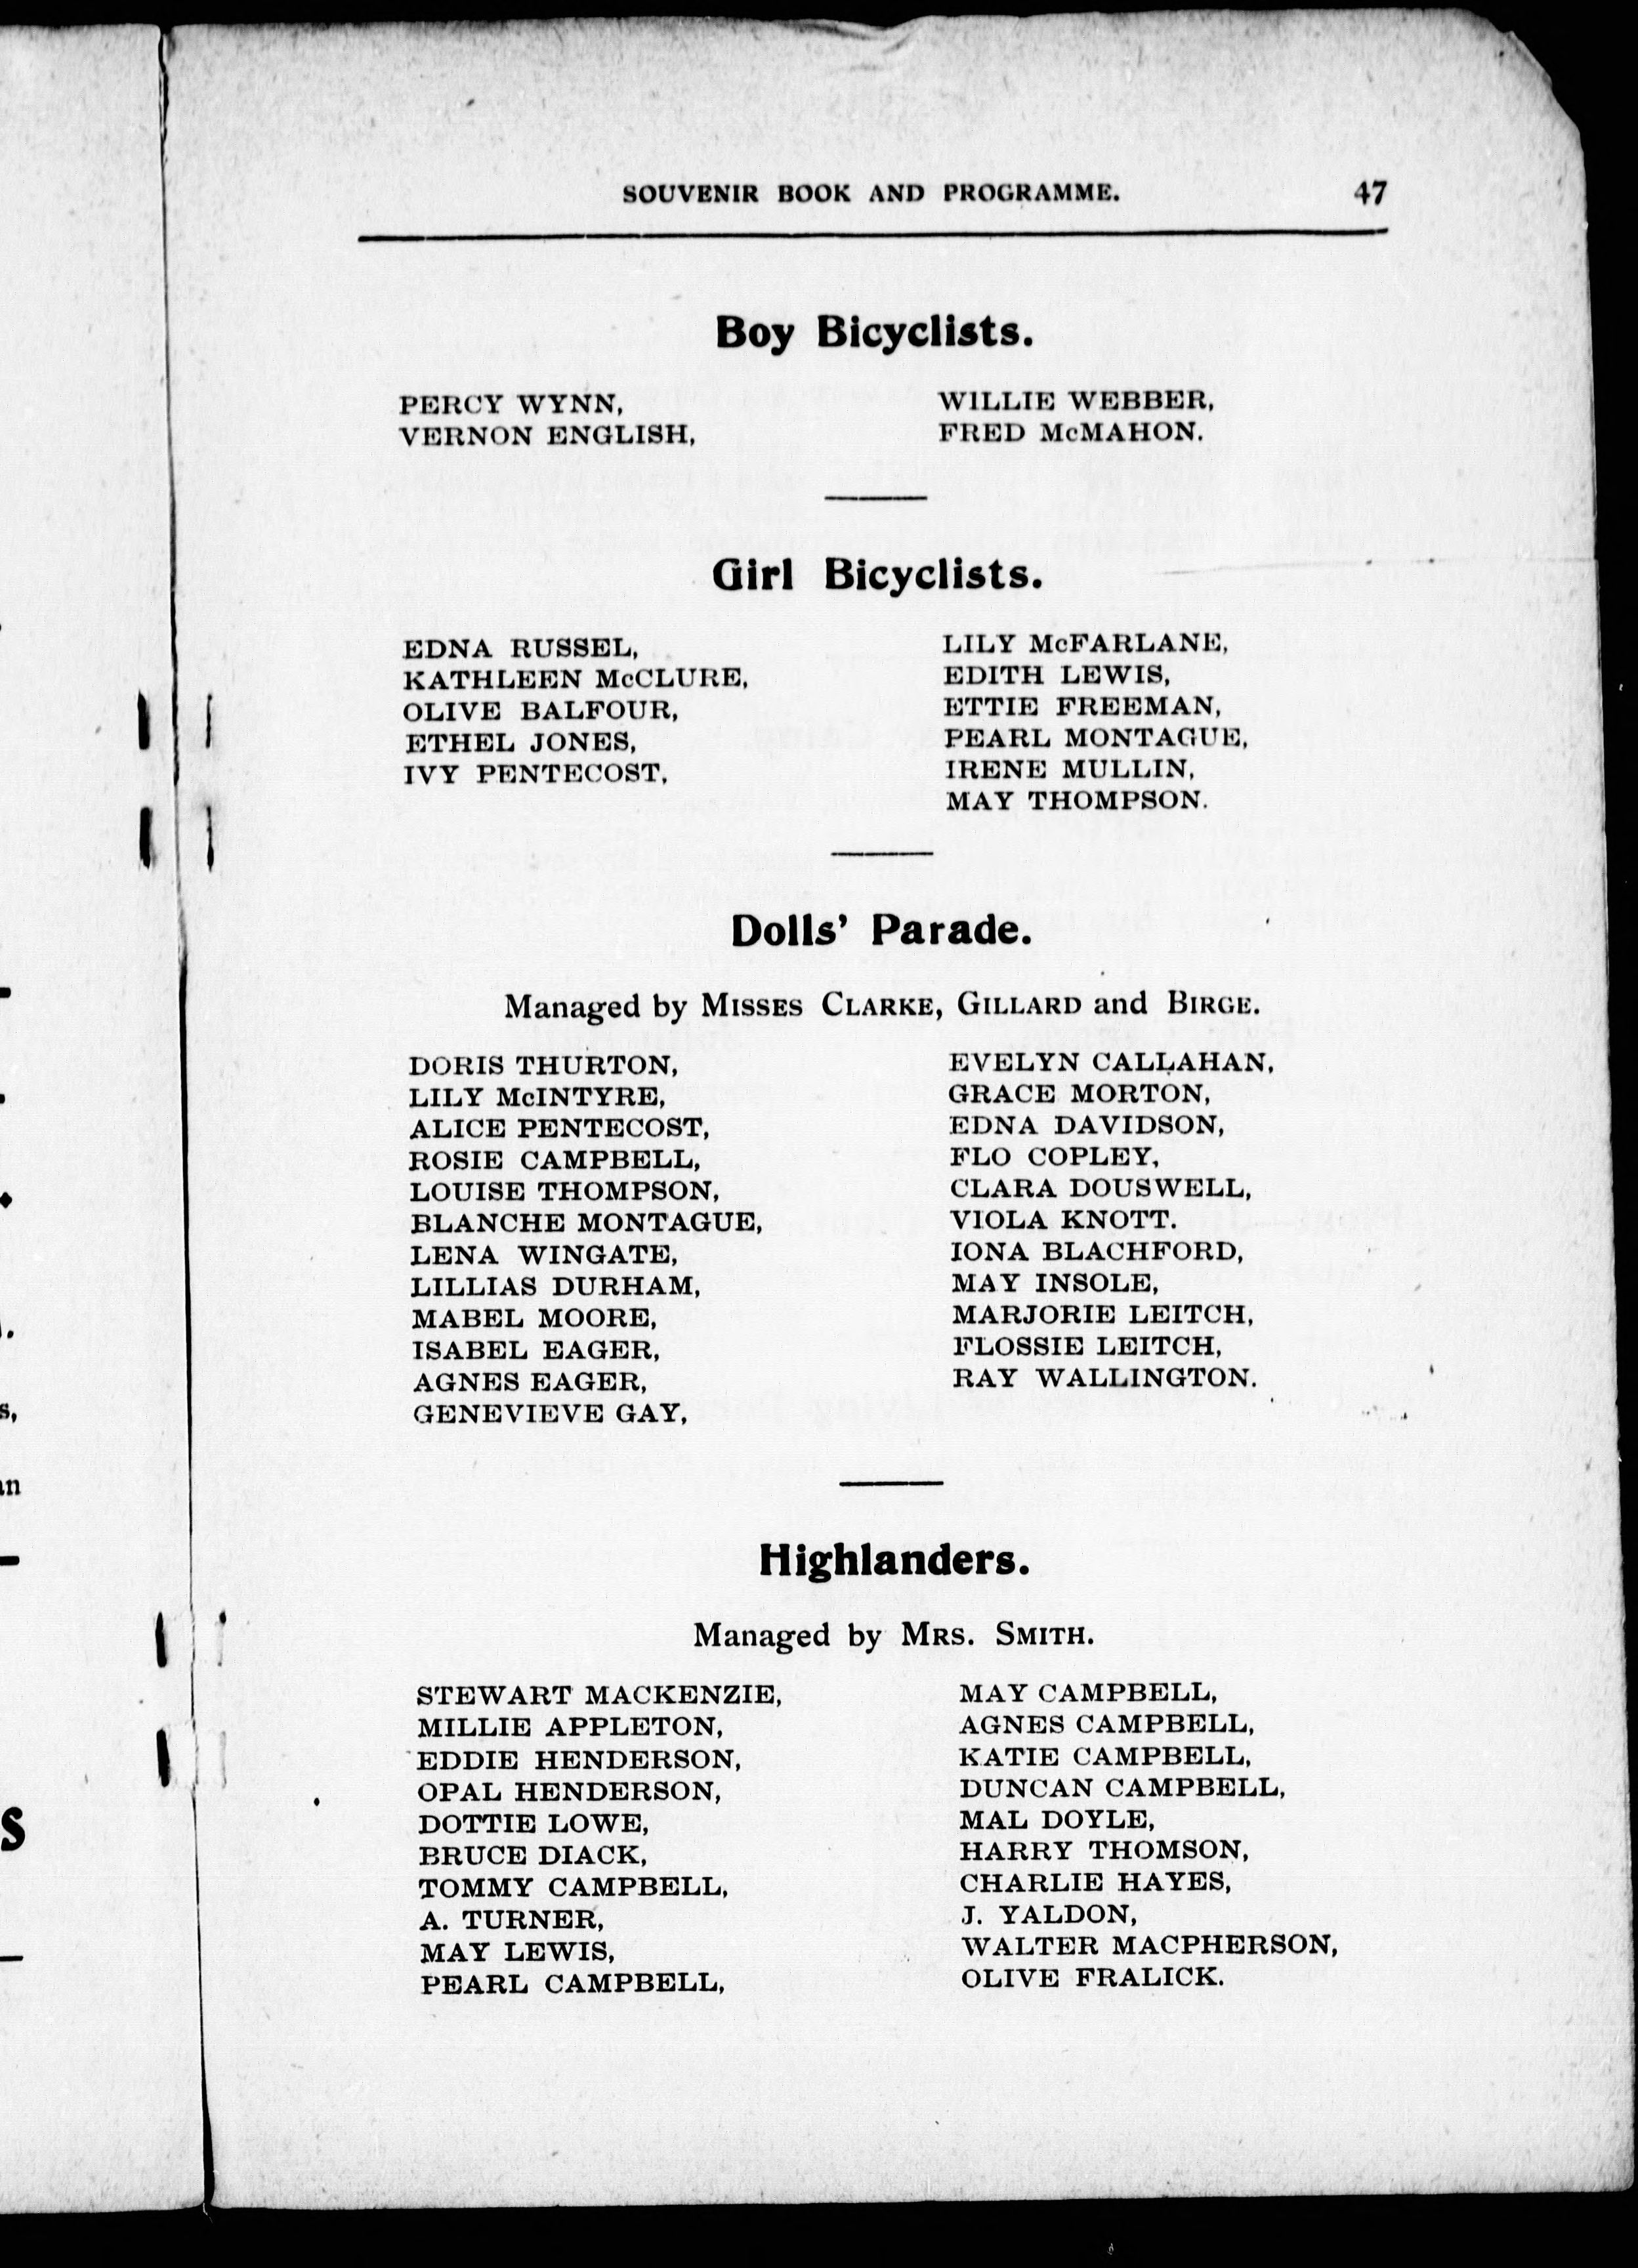 SOUVENIR BOOK AND PROGRAMME. 47
Boy Bicyclists.
PERCY WYNN,
VERNON ENGLISH,
WILLIE WEBBER,
FRED McMAHON.
Girl Bicyclists.
EDNA RUSSEL,
KATHLEEN McCLURE,
OLIVE BALFOUR,
ETHEL JONES,
IVY PENTECOST,
LILY McFARLANE,
EDITH LEWIS,
ETTIE FREEMAN,
PEARL MONTAGUE,
IRENE MULLIN,
MAY THOMPSON.
Dolls' Parade.
Managed by MISSES CLARKE, GILLARD and BIRGE.
DORIS THURTON,
LILY McINTYRE,
ALICE PENTECOST,
ROSIE CAMPBELL,
LOUISE THOMPSON,
BLANCHE MONTAGUE,
LENA WINGATE,
LILLIAS DURHAM,
MABEL MOORE,
ISABEL EAGER,
AGNES EAGER,
GENEVIEVE GAY,
EVELYN CALLAHAN,
GRACE MORTON,
EDNA DAVIDSON,
FLO COPLEY,
CLARA DOUSWELL,
VIOLA KNOTT.
IONA BLACHFORD,
MAY INSOLE,
MARJORIE LEITCH,
FLOSSIE LEITCH,
RAY WALLINGTON.
Highlanders.
Managed by MRS. SMITH.
STEWART MACKENZIE,
MILLIE APPLETON,
EDDIE HENDERSON,
OPAL HENDERSON,
DOTTIE LOWE,
BRUCE DIACK,
TOMMY CAMPBELL,
A. TURNER,
MAY LEWIS,
PEARL CAMPBELL,
MAY CAMPBELL,
AGNES CAMPBELL,
KATIE CAMPBELL,
DUNCAN CAMPBELL,
MAL DOYLE,
HARRY THOMSON,
CHARLIE HAYES,
J. YALDON,
WALTER MACPHERSON,
OLIVE FRALICK.